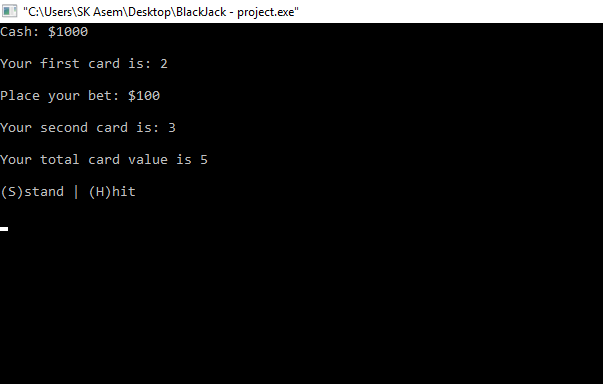 "C:\Users\SK Asem\Desktop\BlackJack - project.exe"
Cash: $1000
Your first card is: 2
Place your bet: $100
Your second card is: 3
Your total card value is 5
(S)stand | (H)hit